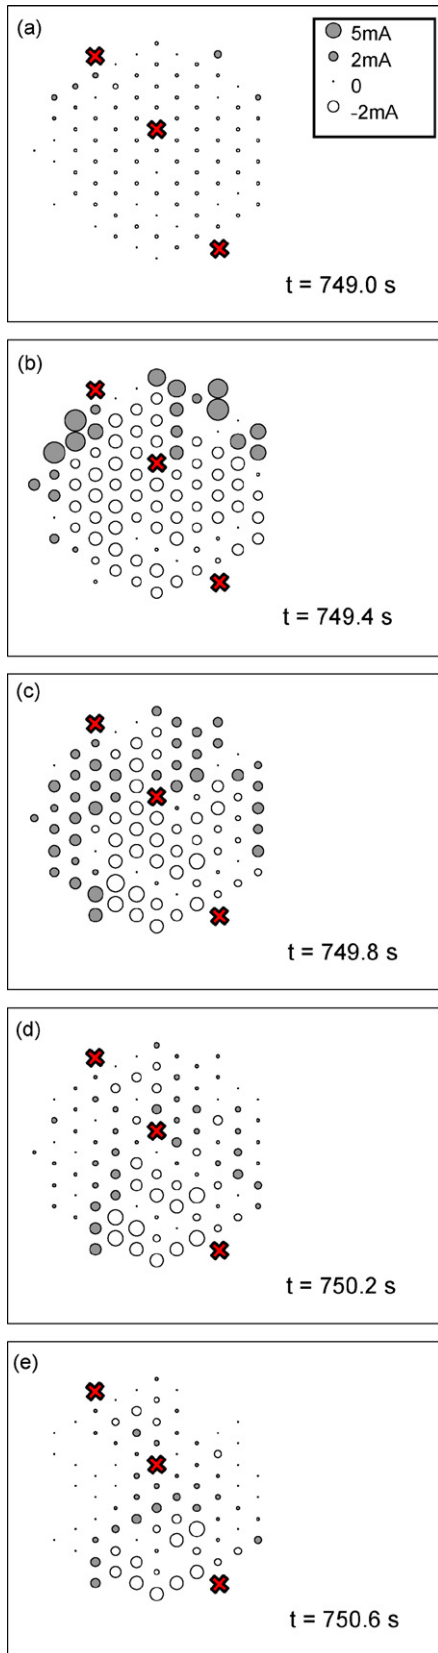 (a)
5mA
2mA
0
-2mA
t = 749.0 s
(b)
t = 749.4 s
(c)
t = 749.8 s
(d)
t = 750.2 s
(e)
t = 750.6 s